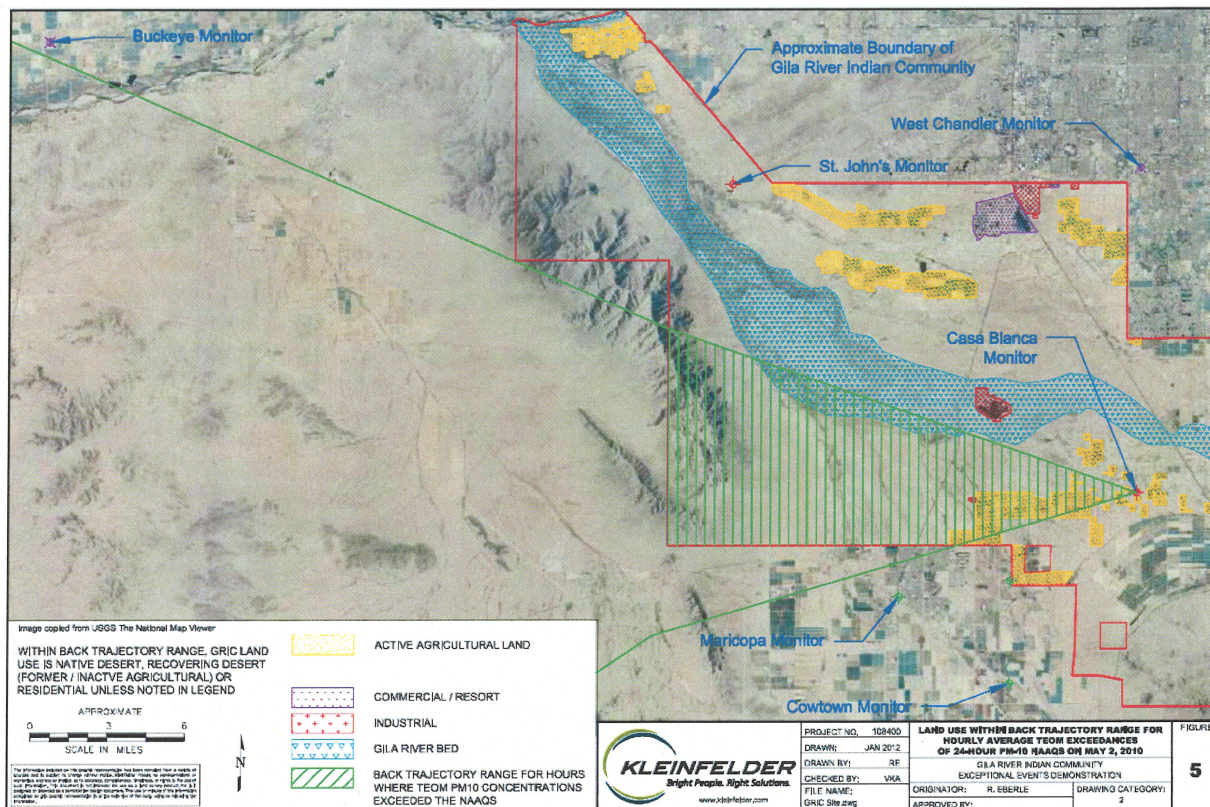 Buckeye Monitor
Approximate Boundary of
Gila River Indian Community
West Chandler Monitor
St. John's Monitor
Casa Blanca
Monitor
Maricopa Monitor
Cowtown Monitor
Image copied from USGS The National Map Viewer
WITHIN BACK TRAJECTORY RANGE, GRIC LAND
USE IS NATIVE DESERT, RECOVERING DESERT
(FORMER / INACTVE AGRICULTURAL) OR
RESIDENTIAL UNLESS NOTED IN LEGEND
APPROXIMATE
0 3 6
SCALE IN MILES
N
ACTIVE AGRICULTURAL LAND
COMMERCIAL / RESORT
INDUSTRIAL
GILA RIVER BED
BACK TRAJECTORY RANGE FOR HOURS
WHERE TEOM PM10 CONCENTRATIONS
EXCEEDED THE NAAQS
KLEINFELDER
Bright People. Right Solutions.
www.kleinfelder.com
PROJECT NO. 108400
DRAWN: JAN 2012
DRAWN BY: RE
CHECKED BY: VKA
FILE NAME:
GRIC Site.dwg
LAND USE WITHIN BACK TRAJECTORY RANGE FOR
HOURLY AVERAGE TEOM EXCEEDANCES
OF 24-HOUR PM-10 NAAQS ON MAY 2, 2010
GILA RIVER INDIAN COMMUNITY
EXCEPTIONAL EVENTS DEMONSTRATION
ORIGINATOR: R. EBERLE
DRAWING CATEGORY:
2
APPROVED BY:
FIGURE
5